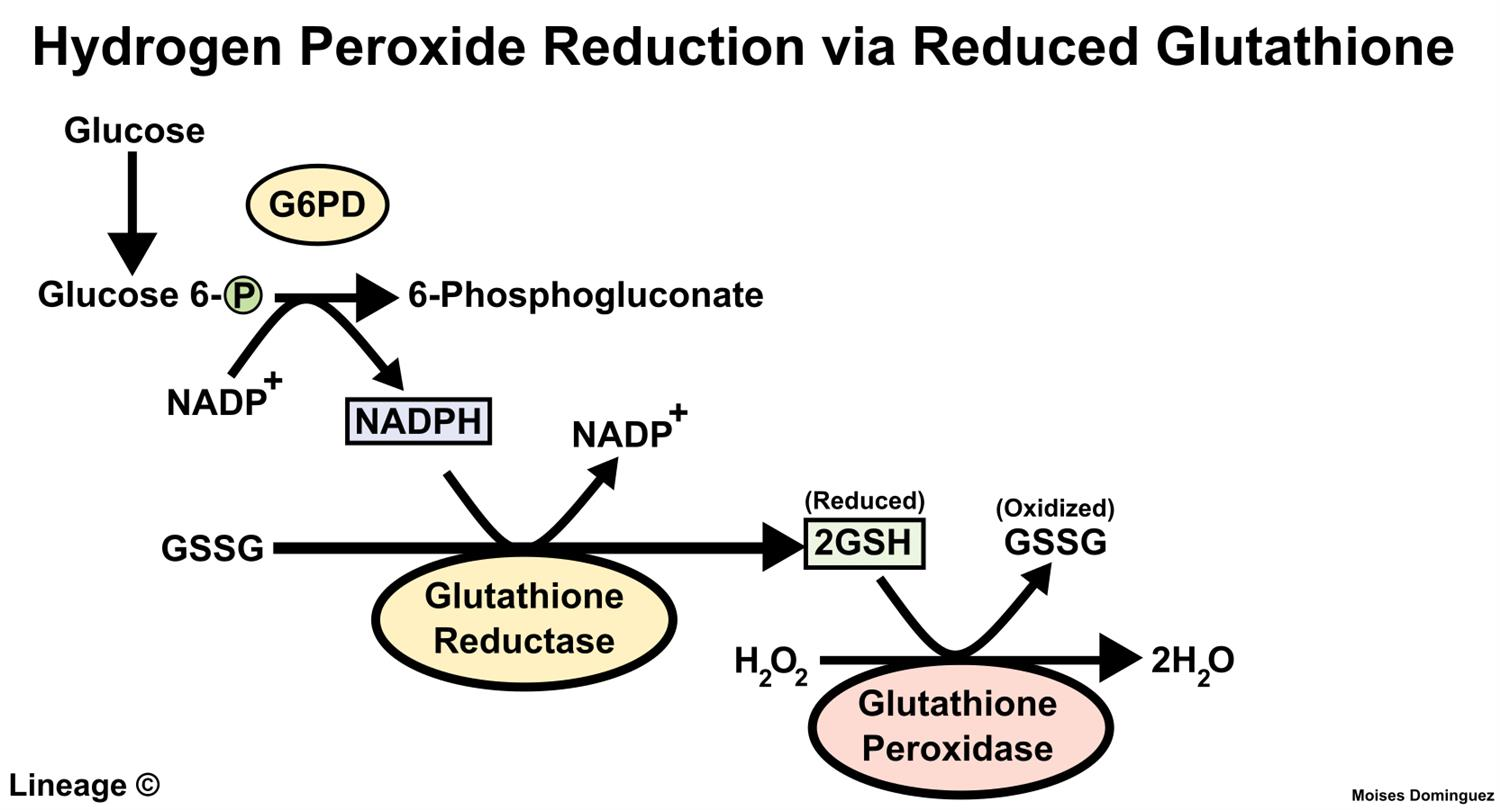 Hydrogen Peroxide Reduction via Reduced Glutathione
Glucose
G6PD
Glucose 6-P
6-Phosphogluconate
NADP+
NADPH
NADP+
GSSG
(Reduced)
2GSH
(Oxidized)
GSSG
Glutathione
Reductase
H2O2
2H2O
Glutathione
Peroxidase
Lineage ©
Moises Dominguez